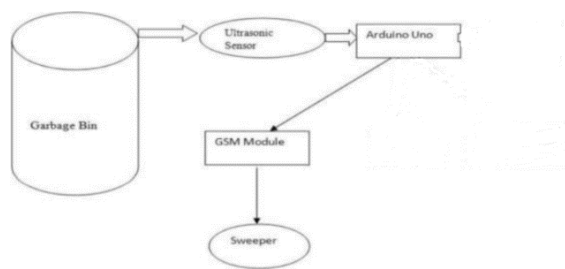 Ultrasonic
Sensor
Arduino Uno
Garbage Bin
GSM Module
Sweeper